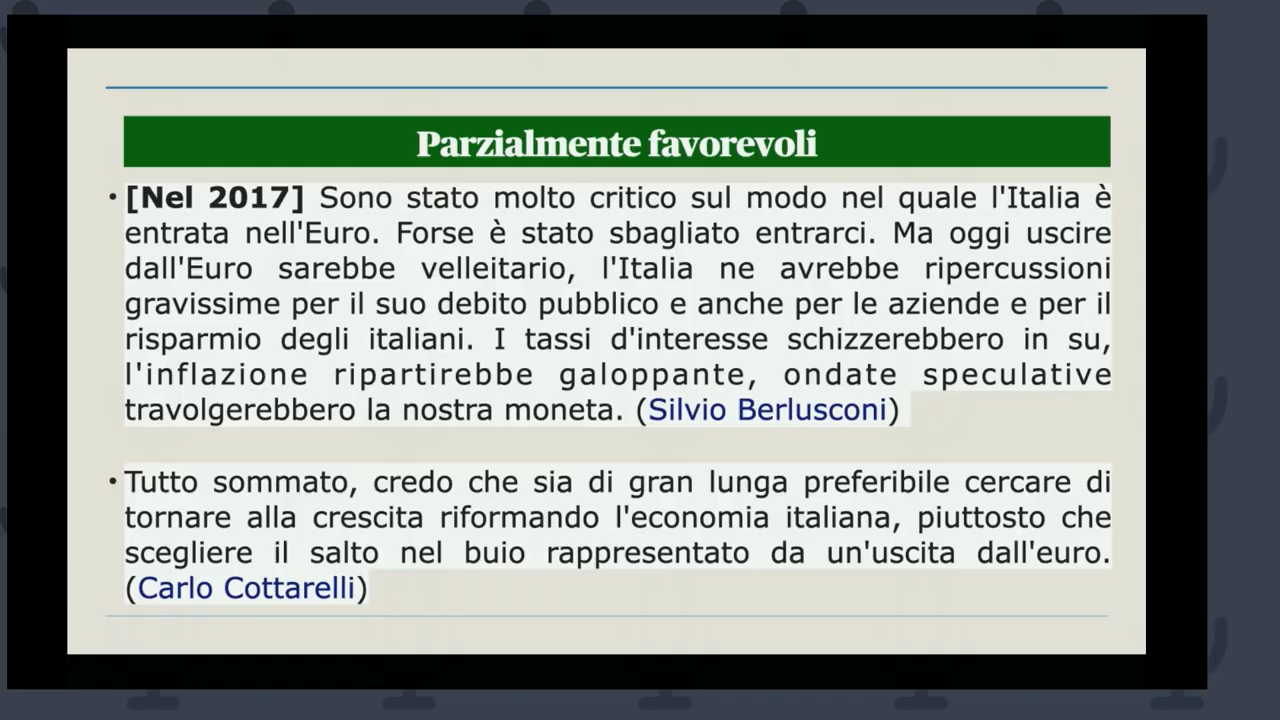 Parzialmente favorevoli
• [Nel 2017] Sono stato molto critico sul modo nel quale l'Italia è
entrata nell'Euro. Forse è stato sbagliato entrarci. Ma oggi uscire
dall'Euro sarebbe velleitario, l'Italia ne avrebbe ripercussioni
gravissime per il suo debito pubblico e anche per le aziende e per il
risparmio degli italiani. I tassi d'interesse schizzerebbero in su,
l'inflazione ripartirebbe galoppante, ondate speculative
travolgerebbero la nostra moneta. (Silvio Berlusconi)
• Tutto sommato, credo che sia di gran lunga preferibile cercare di
tornare alla crescita riformando l'economia italiana, piuttosto che
scegliere il salto nel buio rappresentato da un'uscita dall'euro.
(Carlo Cottarelli)